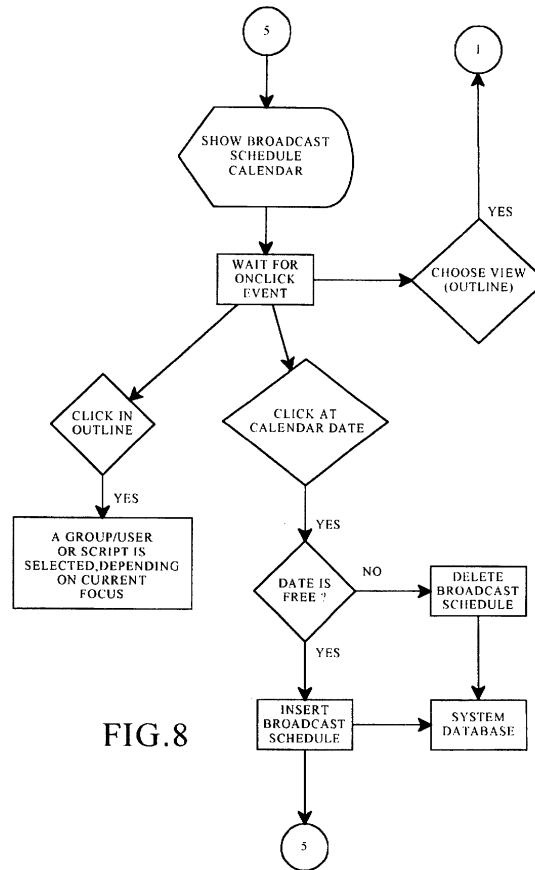 5
1
SHOW BROADCAST
SCHEDULE
CALENDAR
YES
WAIT FOR
ONCLICK
EVENT
CHOOSE VIEW
(OUTLINE)
CLICK IN
OUTLINE
CLICK AT
CALENDAR DATE
YES
YES
A GROUP/USER
OR SCRIPT IS
SELECTED,DEPENDING
ON CURRENT
FOCUS
DATE IS
FREE ?
NO
DELETE
BROADCAST
SCHEDULE
YES
INSERT
BROADCAST
SCHEDULE
SYSTEM
DATABASE
FIG.8
5